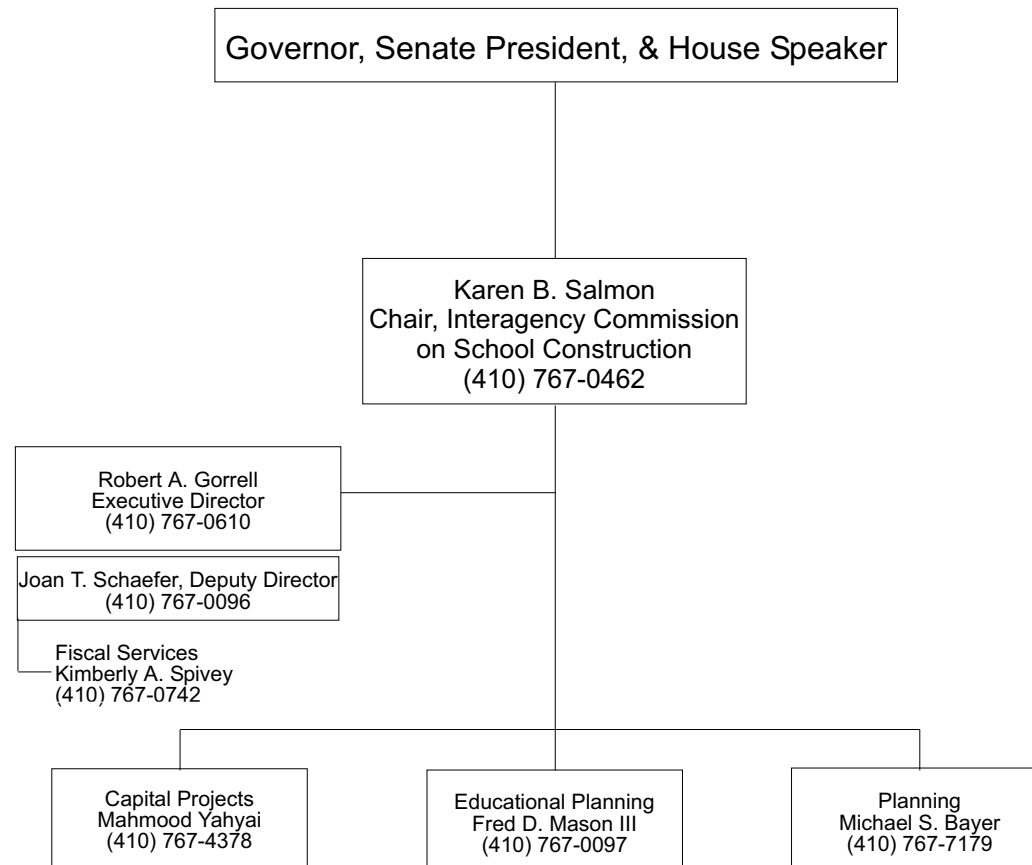 Governor, Senate President, & House Speaker
Karen B. Salmon
Chair, Interagency Commission
on School Construction
(410) 767-0462
Robert A. Gorrell
Executive Director
(410) 767-0610
Joan T. Schaefer, Deputy Director
(410) 767-0096
Fiscal Services
Kimberly A. Spivey
(410) 767-0742
Capital Projects
Mahmood Yahyai
(410) 767-4378
Educational Planning
Fred D. Mason III
(410) 767-0097
Planning
Michael S. Bayer
(410) 767-7179